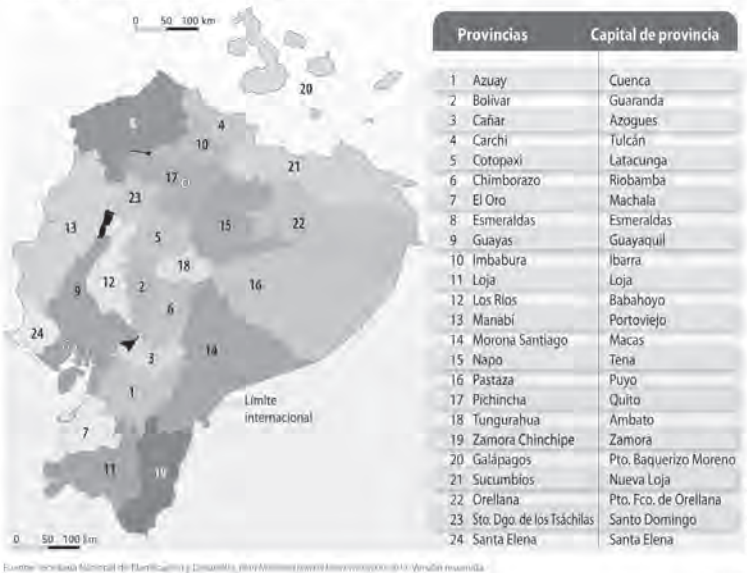 0 50 100 km
20
8
4
10
21
17
23
13
15
22
5
18
12
2
16
9
6
24
14
3
1
Límite
internacional
7
11
19
0 50 100 km
Provincias Capital de provincia
1 Azuay Cuenca
2 Bolívar Guaranda
3 Cañar Azogues
4 Carchi Tulcán
5 Cotopaxi Latacunga
6 Chimborazo Riobamba
7 El Oro Machala
8 Esmeraldas Esmeraldas
9 Guayas Guayaquil
10 Imbabura Ibarra
11 Loja Loja
12 Los Ríos Babahoyo
13 Manabí Portoviejo
14 Morona Santiago Macas
15 Napo Tena
16 Pastaza Puyo
17 Pichincha Quito
18 Tungurahua Ambato
19 Zamora Chinchipe Zamora
20 Galápagos Pto. Baquerizo Moreno
21 Sucumbíos Nueva Loja
22 Orellana Pto. Fco. de Orellana
23 Sto. Dgo. de los Tsáchilas Santo Domingo
24 Santa Elena Santa Elena
Fuente: Secretaría Nacional de Planificación y Desarrollo